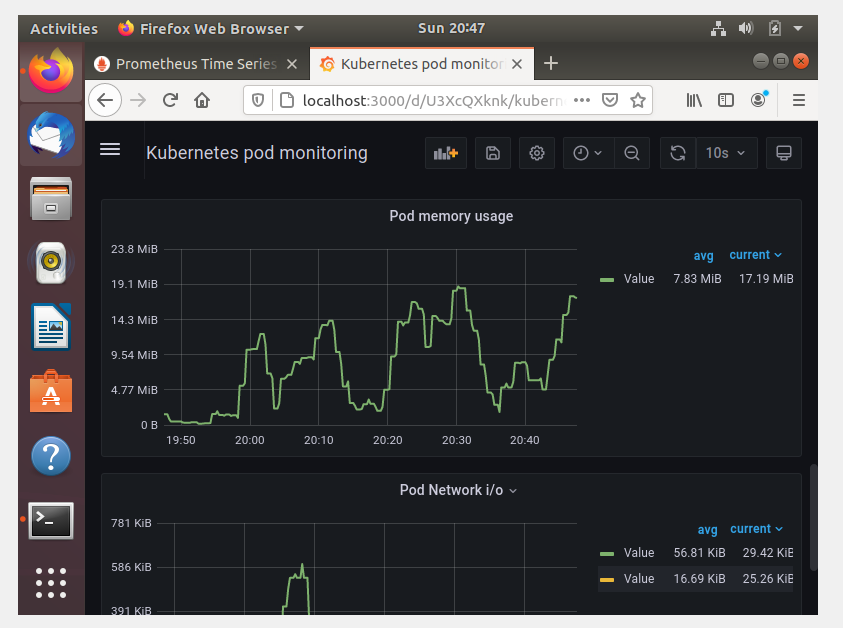 Activities Firefox Web Browser Sun 20:47
Prometheus Time Series Kubernetes pod monitor
localhost:3000/d/U3XcQXknk/kubern
Kubernetes pod monitoring 10s
Pod memory usage
23.8 MiB
19.1 MiB
14.3 MiB
9.54 MiB
4.77 MiB
0 B
19:50 20:00 20:10 20:20 20:30 20:40
avg current
Value 7.83 MiB 17.19 MiB
Pod Network i/o
781 KiB
586 KiB
391 KiB
avg current
Value 56.81 KiB 29.42 KiB
Value 16.69 KiB 25.26 KiB